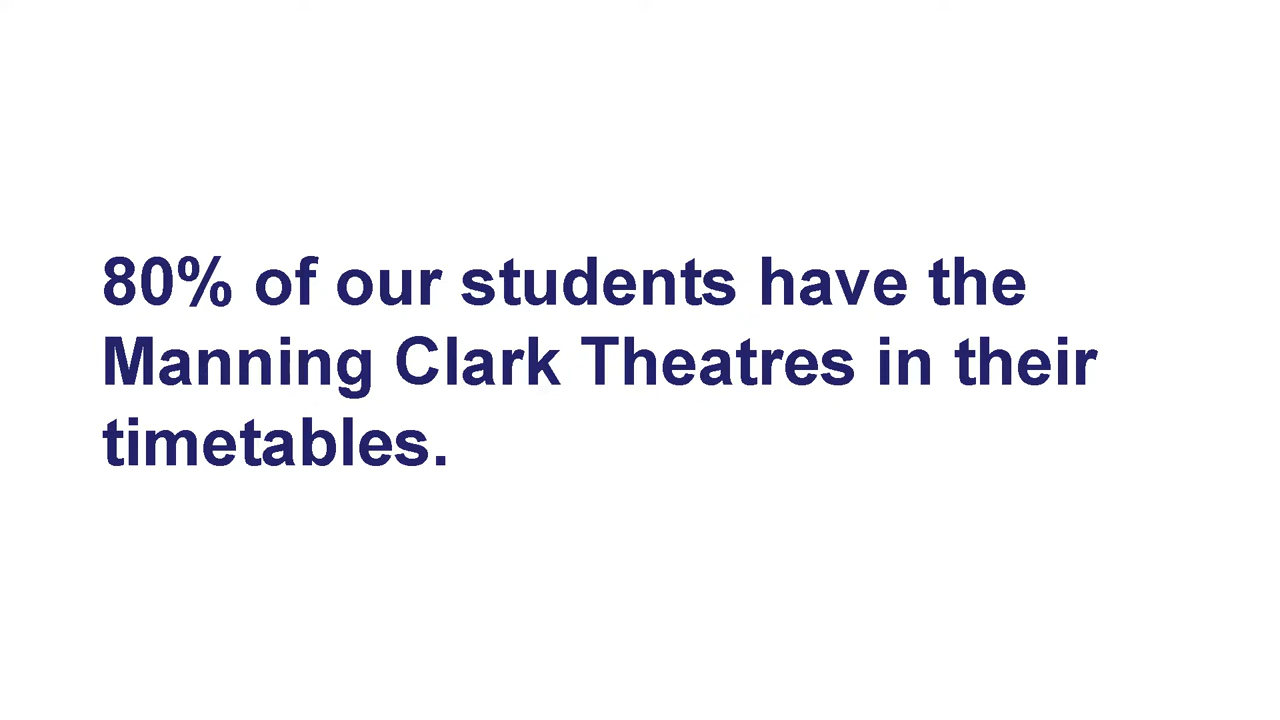 80% of our students have the
Manning Clark Theatres in their
timetables.